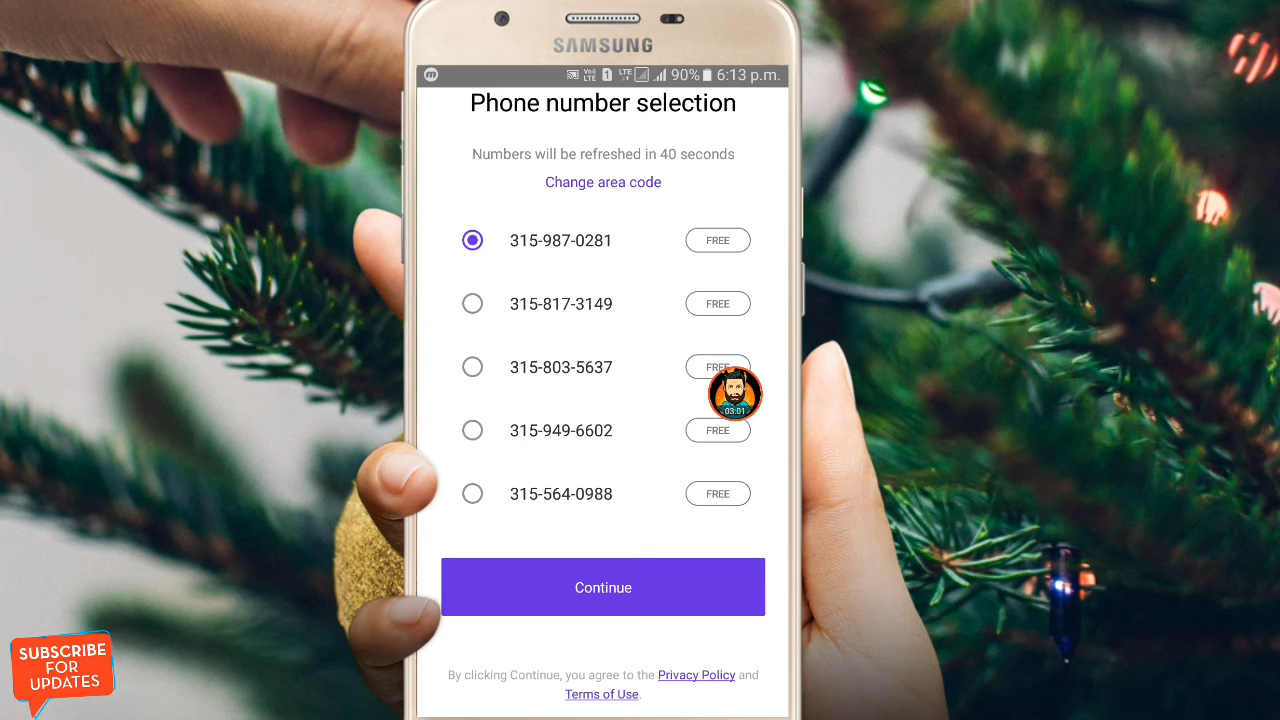 SAMSUNG
90% 6:13 p.m.
Phone number selection
Numbers will be refreshed in 40 seconds
Change area code
315-987-0281 FREE
315-817-3149 FREE
315-803-5637 FREE
03:01
315-949-6602 FREE
315-564-0988 FREE
Continue
By clicking Continue, you agree to the Privacy Policy and
Terms of Use.
SUBSCRIBE
FOR
UPDATES